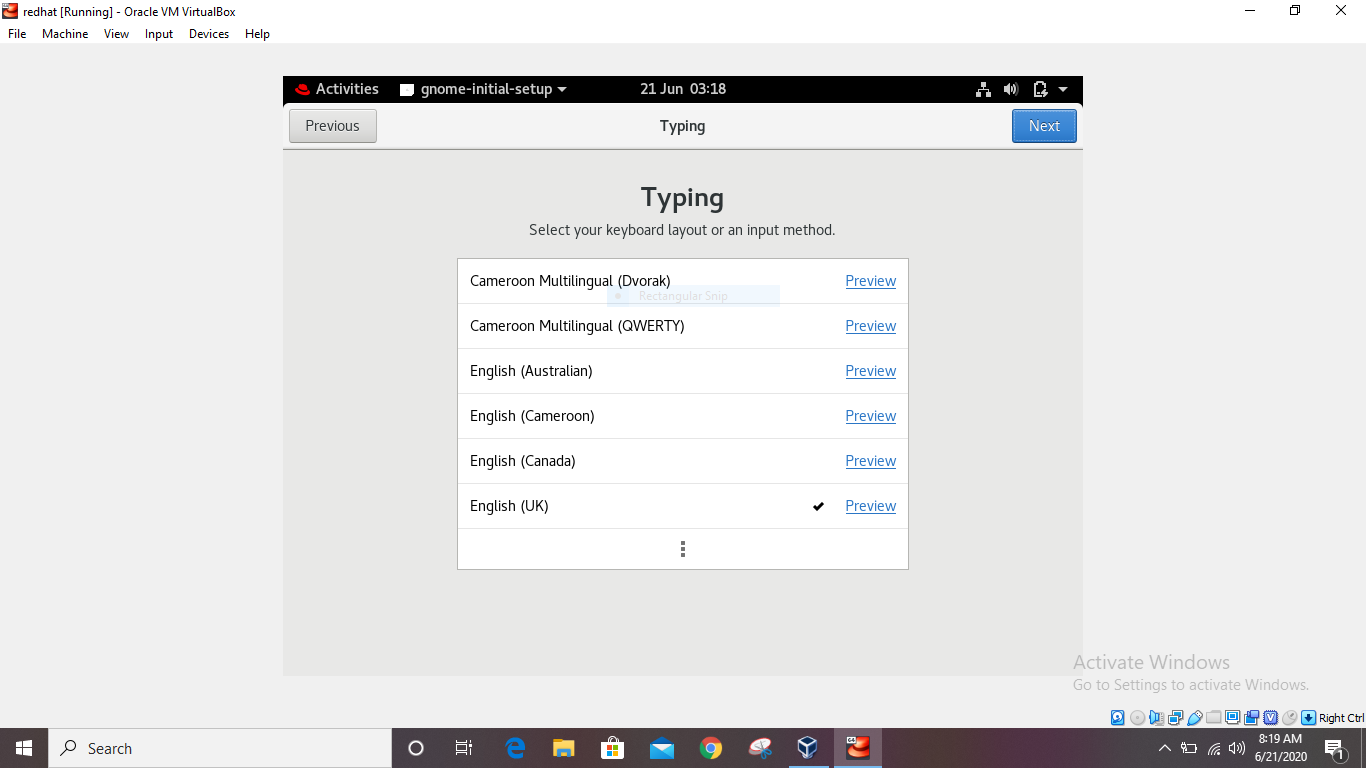 redhat [Running] - Oracle VM VirtualBox
File Machine View Input Devices Help
Activities gnome-initial-setup 21 Jun 03:18
Previous Typing Next
Typing
Select your keyboard layout or an input method.
Cameroon Multilingual (Dvorak) Preview
Rectangular Snip
Cameroon Multilingual (QWERTY) Preview
English (Australian) Preview
English (Cameroon) Preview
English (Canada) Preview
English (UK) Preview
Activate Windows
Go to Settings to activate Windows.
Right Ctrl
Search
8:19 AM
6/21/2020
1